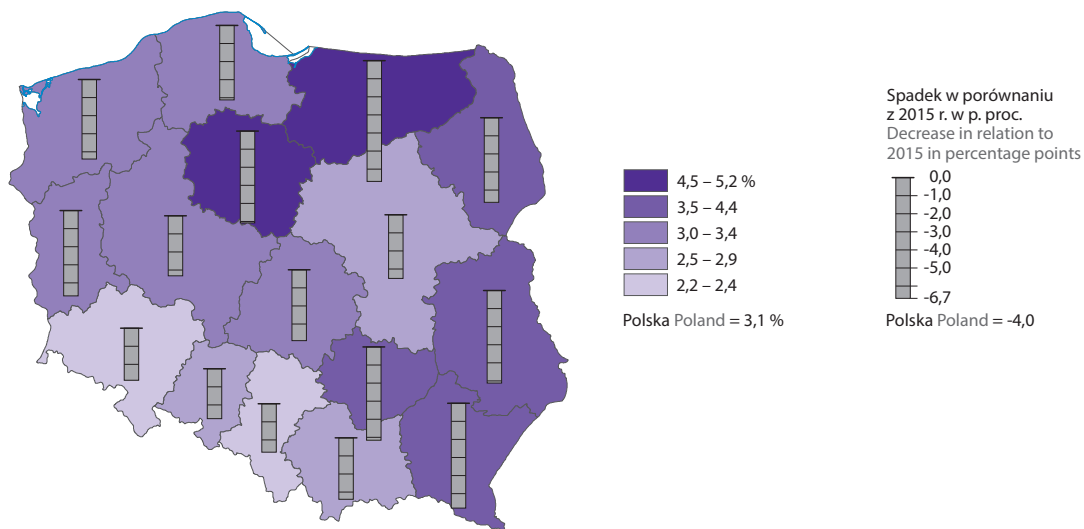 4,5 – 5,2 %
3,5 – 4,4
3,0 – 3,4
2,5 – 2,9
2,2 – 2,4
Polska Poland = 3,1 %
Spadek w porównaniu
z 2015 r. w p. proc.
Decrease in relation to
2015 in percentage points
0,0
-1,0
-2,0
-3,0
-4,0
-5,0
-6,7
Polska Poland = -4,0